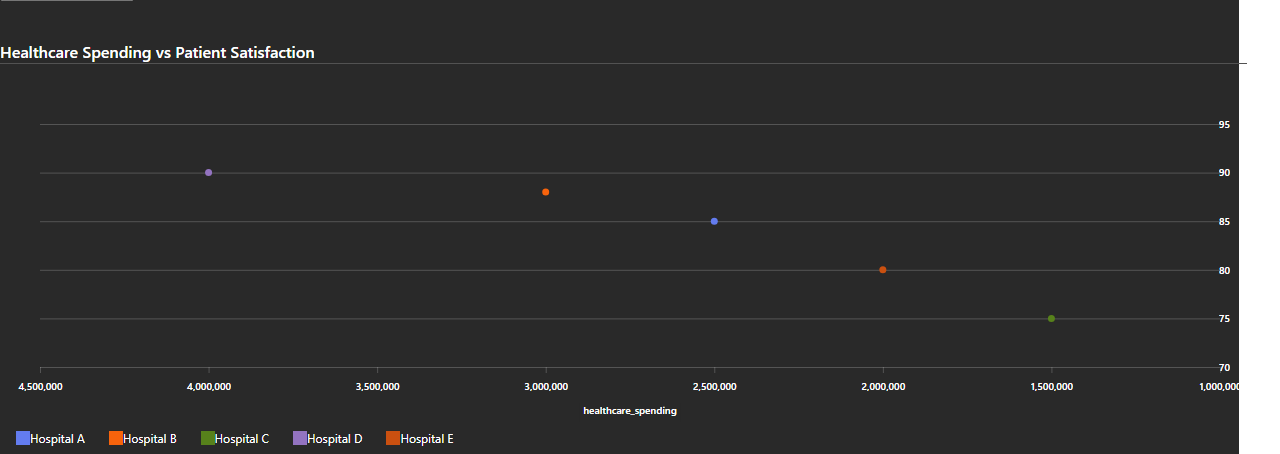 Healthcare Spending vs Patient Satisfaction
95
90
85
80
75
70
4,500,000 4,000,000 3,500,000 3,000,000 2,500,000 2,000,000 1,500,000 1,000,000
healthcare_spending
Hospital A Hospital B Hospital C Hospital D Hospital E